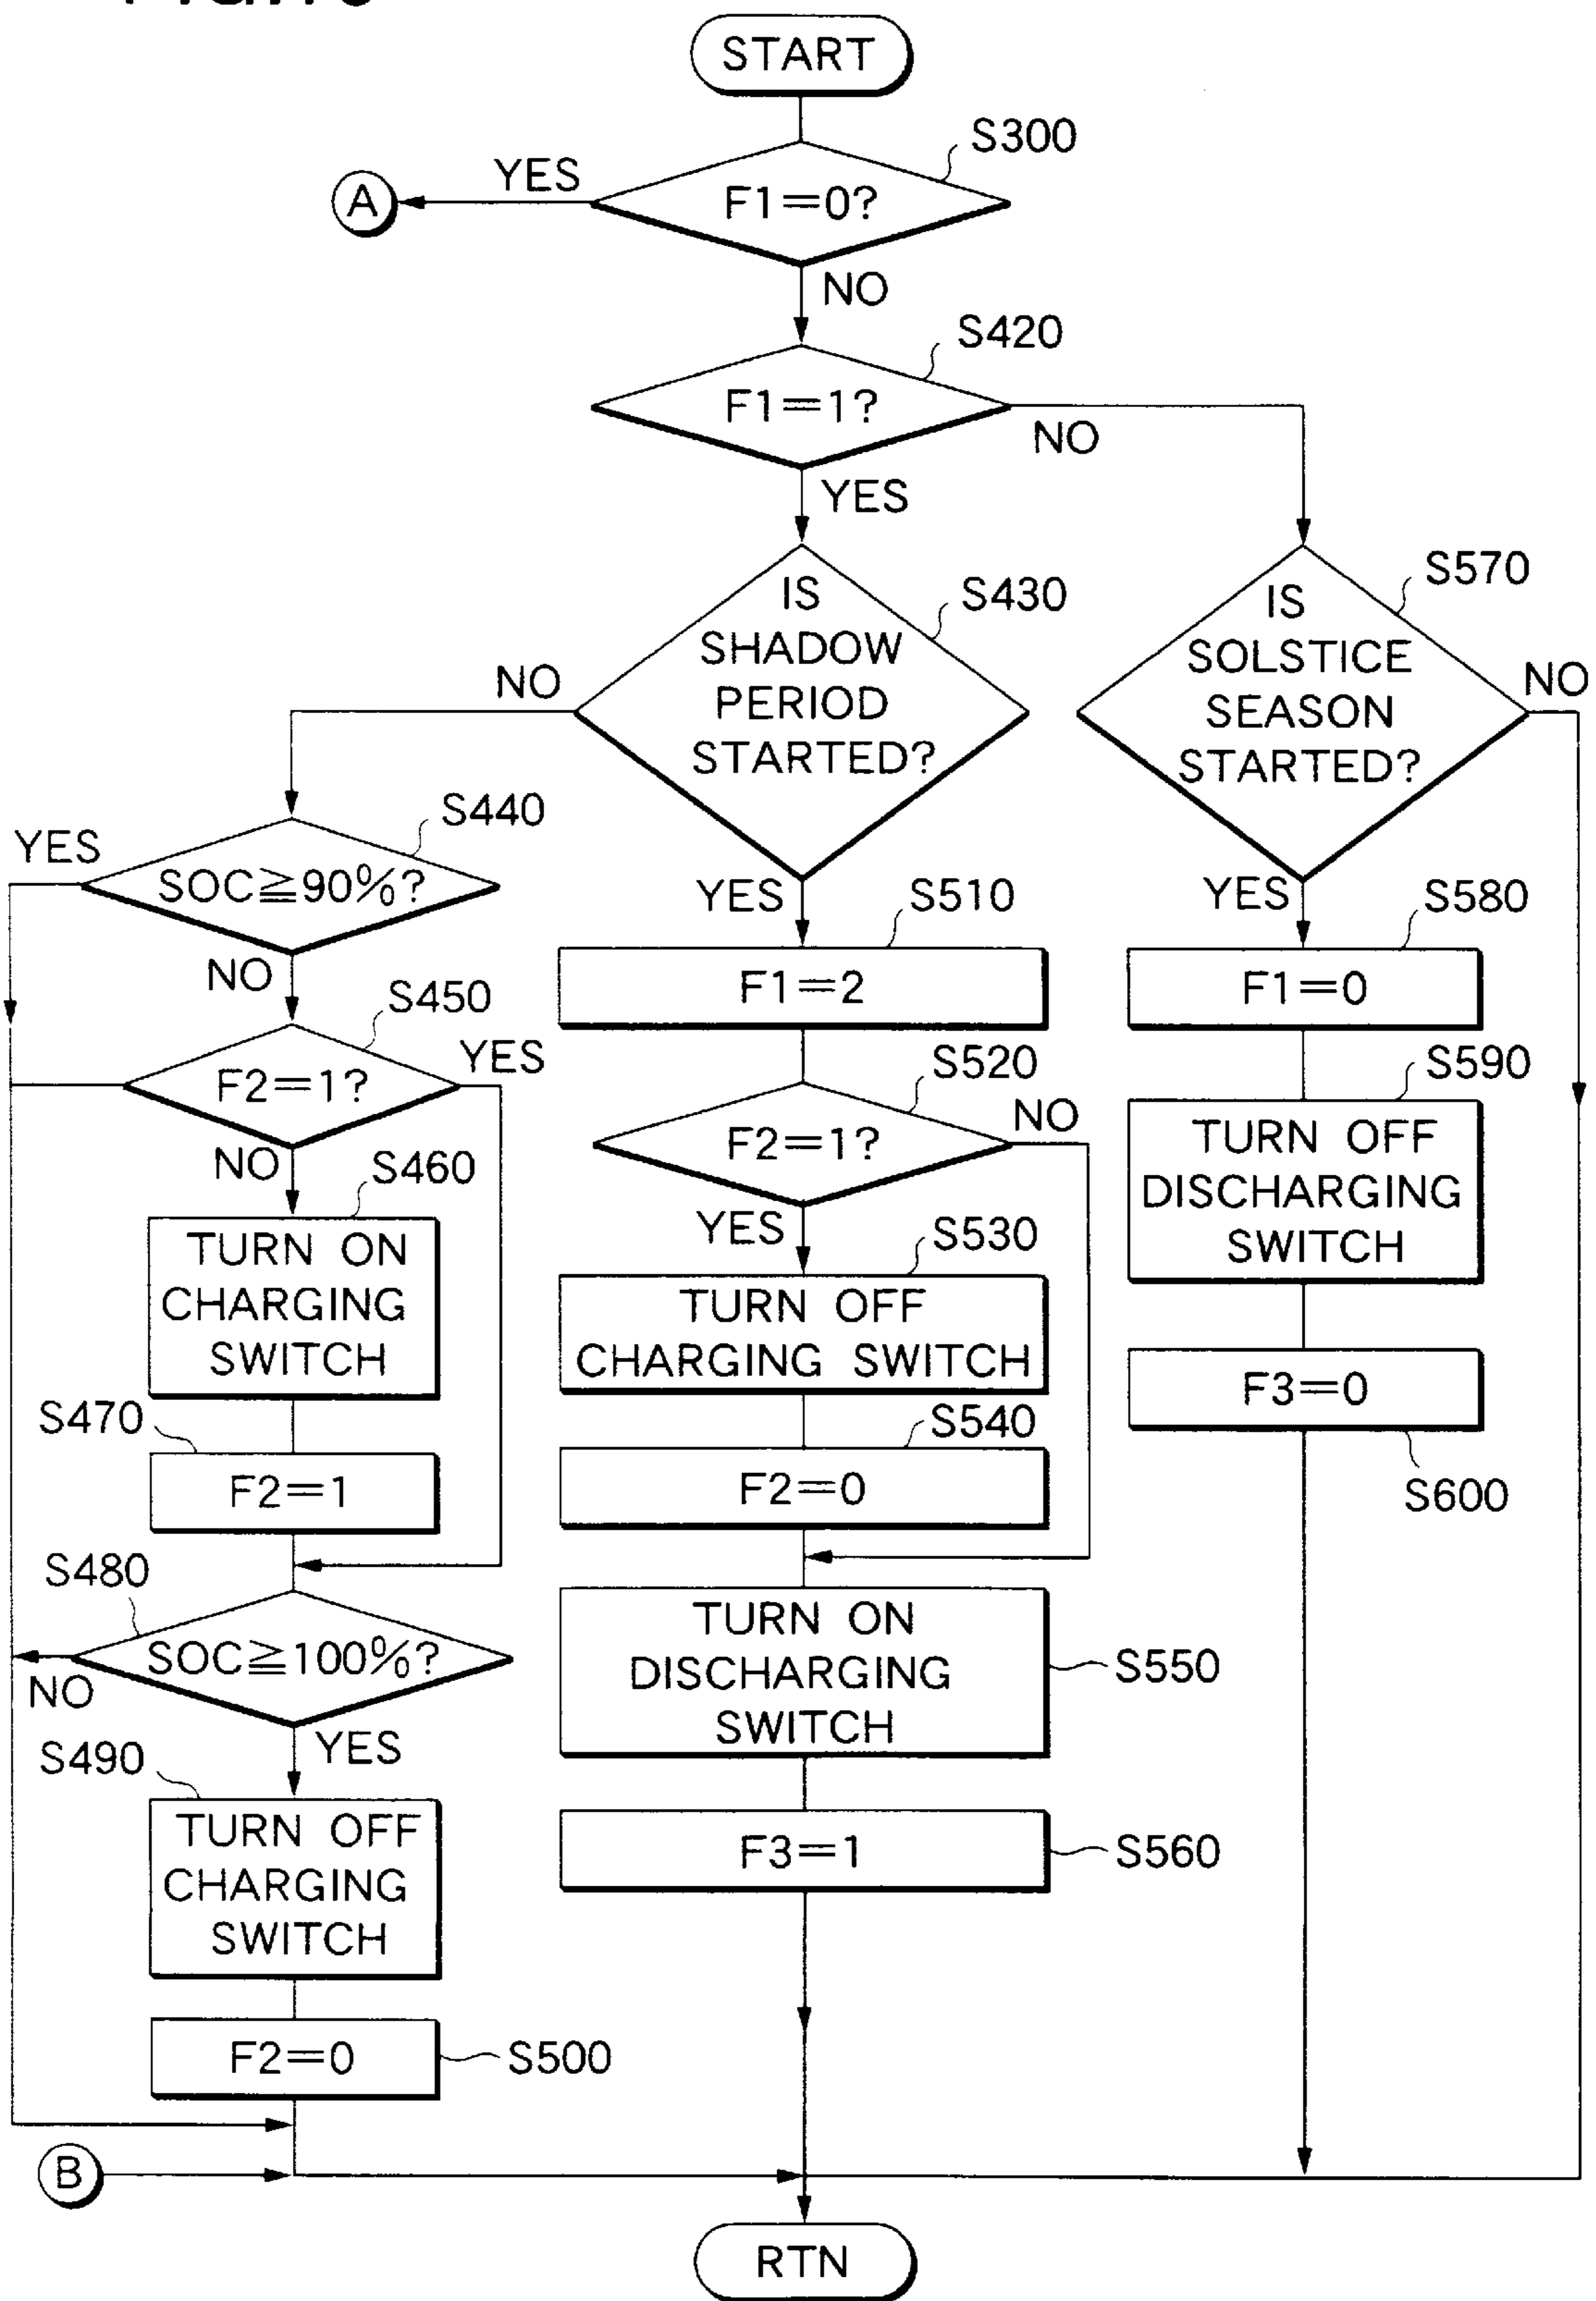 START
S300
YES
A
F1=0?
NO
S420
F1=1?
NO
YES
S430
IS
SHADOW
PERIOD
STARTED?
NO
S570
IS
SOLSTICE
SEASON
STARTED?
NO
S440
YES
SOC≧90%?
NO
YES
S510
F1=2
YES
S580
F1=0
S450
F2=1?
YES
NO
S520
F2=1?
NO
YES
S590
TURN OFF
DISCHARGING
SWITCH
S460
TURN ON
CHARGING
SWITCH
S530
TURN OFF
CHARGING SWITCH
F3=0
S600
S470
F2=1
S540
F2=0
S480
SOC≧100%?
NO
YES
TURN ON
DISCHARGING
SWITCH
S550
S490
TURN OFF
CHARGING
SWITCH
F3=1
S560
F2=0
S500
B
RTN